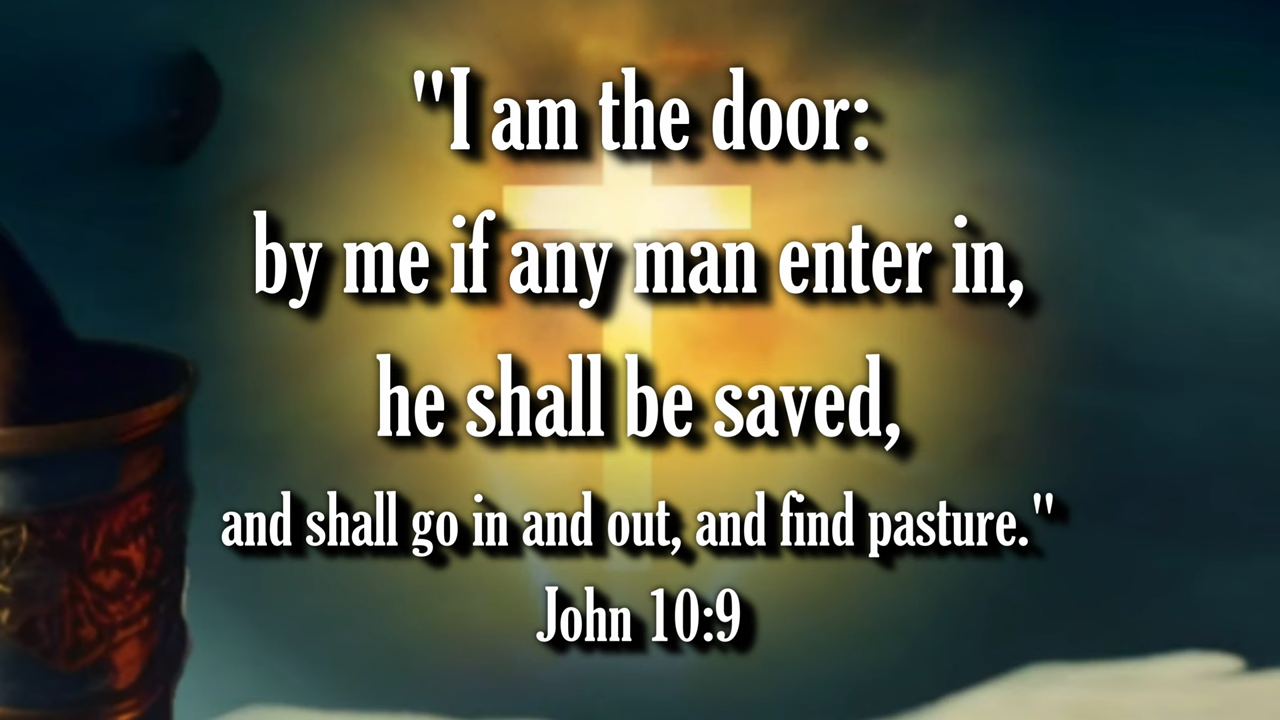 "I am the door:
by me if any man enter in,
he shall be saved,
and shall go in and out, and find pasture."
John 10:9